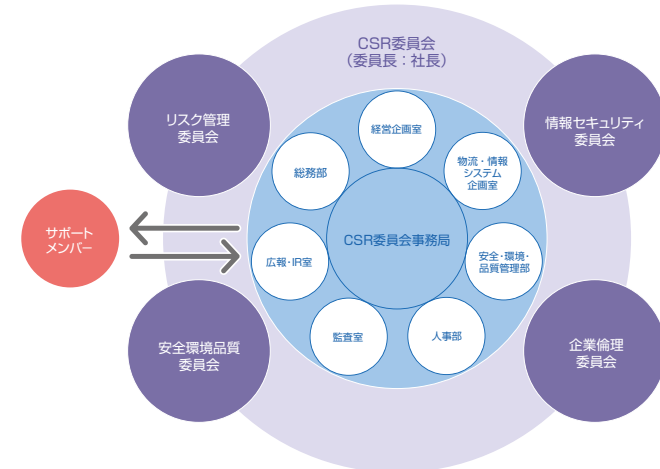 CSR委員会
(委員長:社長)
リスク管理
委員会
情報セキュリティ
委員会
経営企画室
総務部
物流・情報
システム
企画室
サポート
メンバー
CSR委員会事務局
広報・IR室
安全・環境・
品質管理部
監査室
人事部
安全環境品質
委員会
企業倫理
委員会